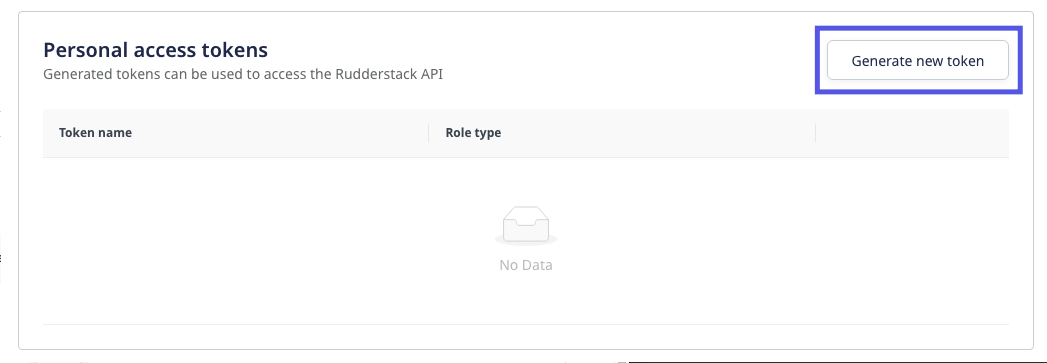 Personal access tokens
Generated tokens can be used to access the Rudderstack API
Generate new token
Token name
Role type
No Data